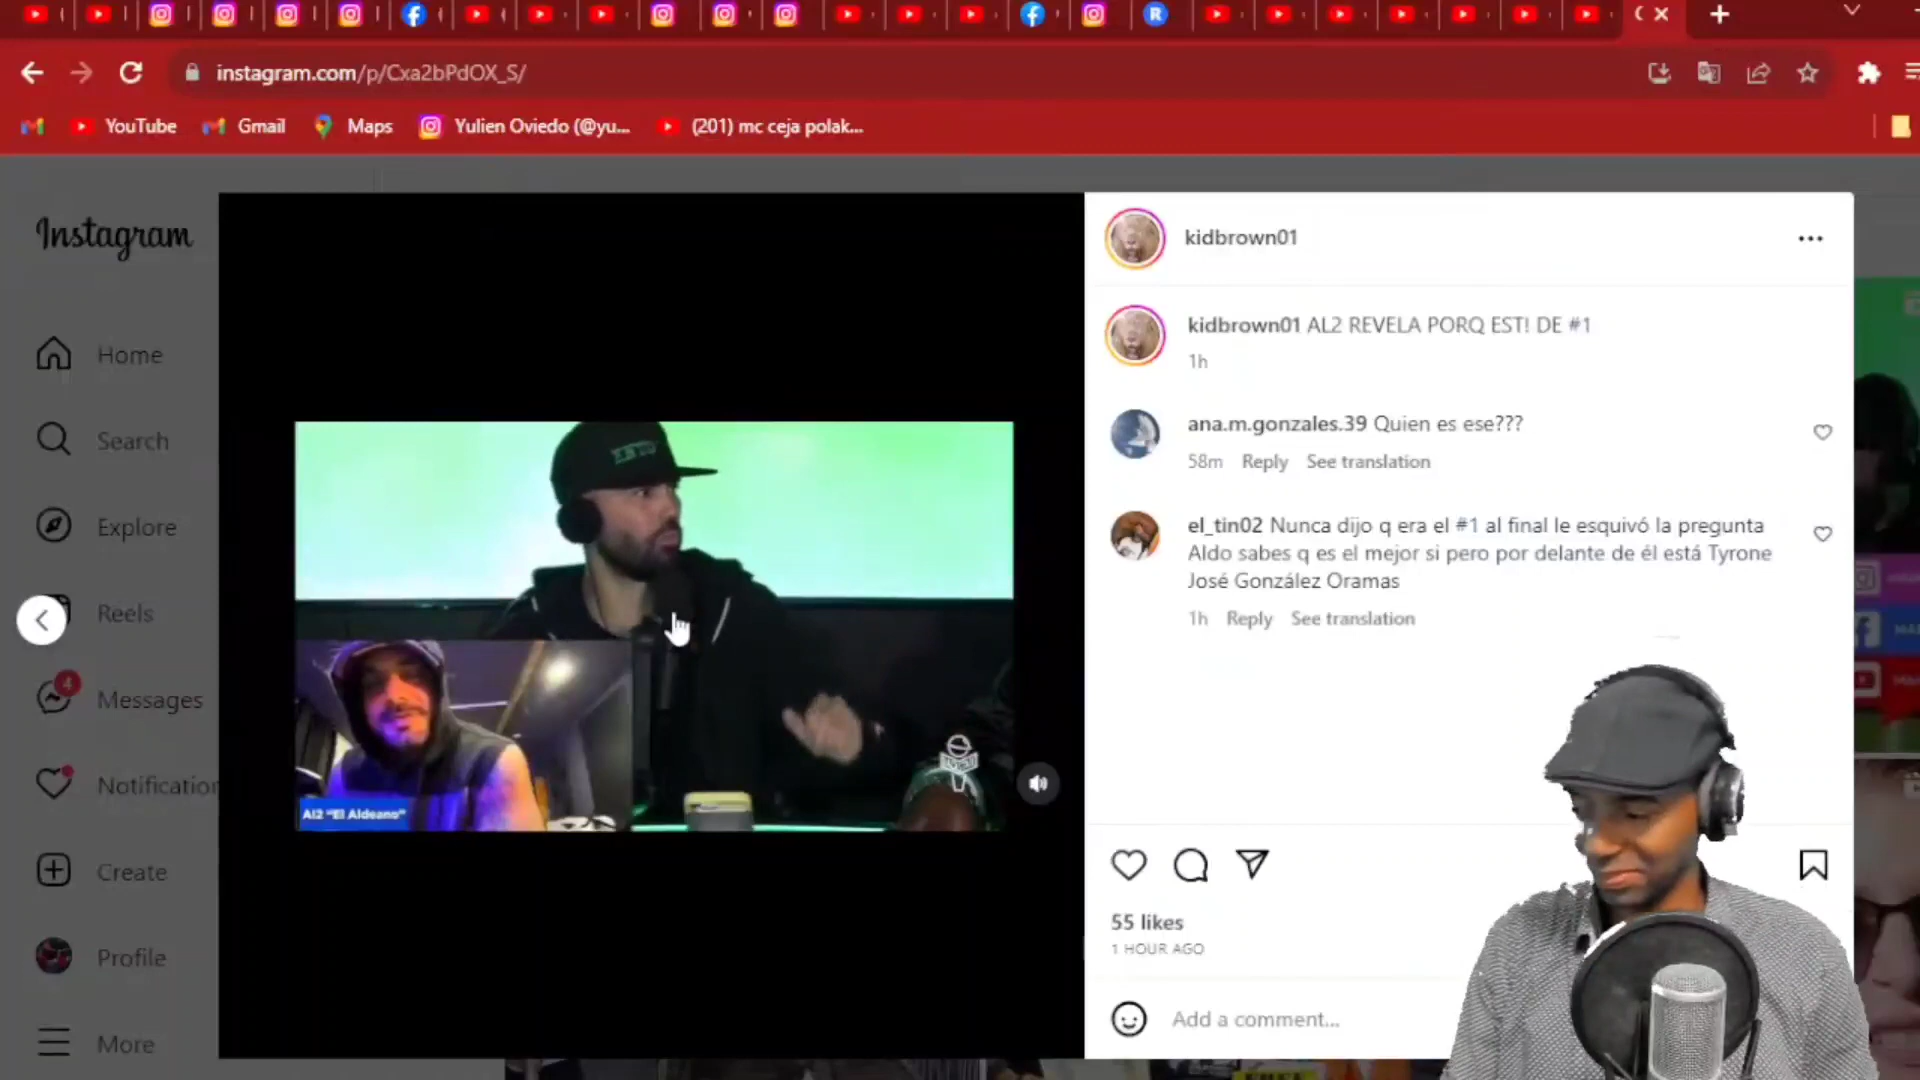 instagram.com/p/Cxa2bPdOX_S/
YouTube
Gmail
Maps
Yulien Oviedo (@yu...
(201) mc ceja polak...
Instagram
Home
Search
Explore
Reels
4
Messages
Notification
Create
Profile
More
Al2 "El Aldeano"
kidbrown01
kidbrown01 AL2 REVELA PORQ EST! DE #1
1h
ana.m.gonzales.39 Quien es ese???
58m Reply See translation
el_tin02 Nunca dijo q era el #1 al final le esquivó la pregunta
Aldo sabes q es el mejor si pero por delante de él está Tyrone
José González Oramas
1h Reply See translation
55 likes
1 HOUR AGO
Add a comment...